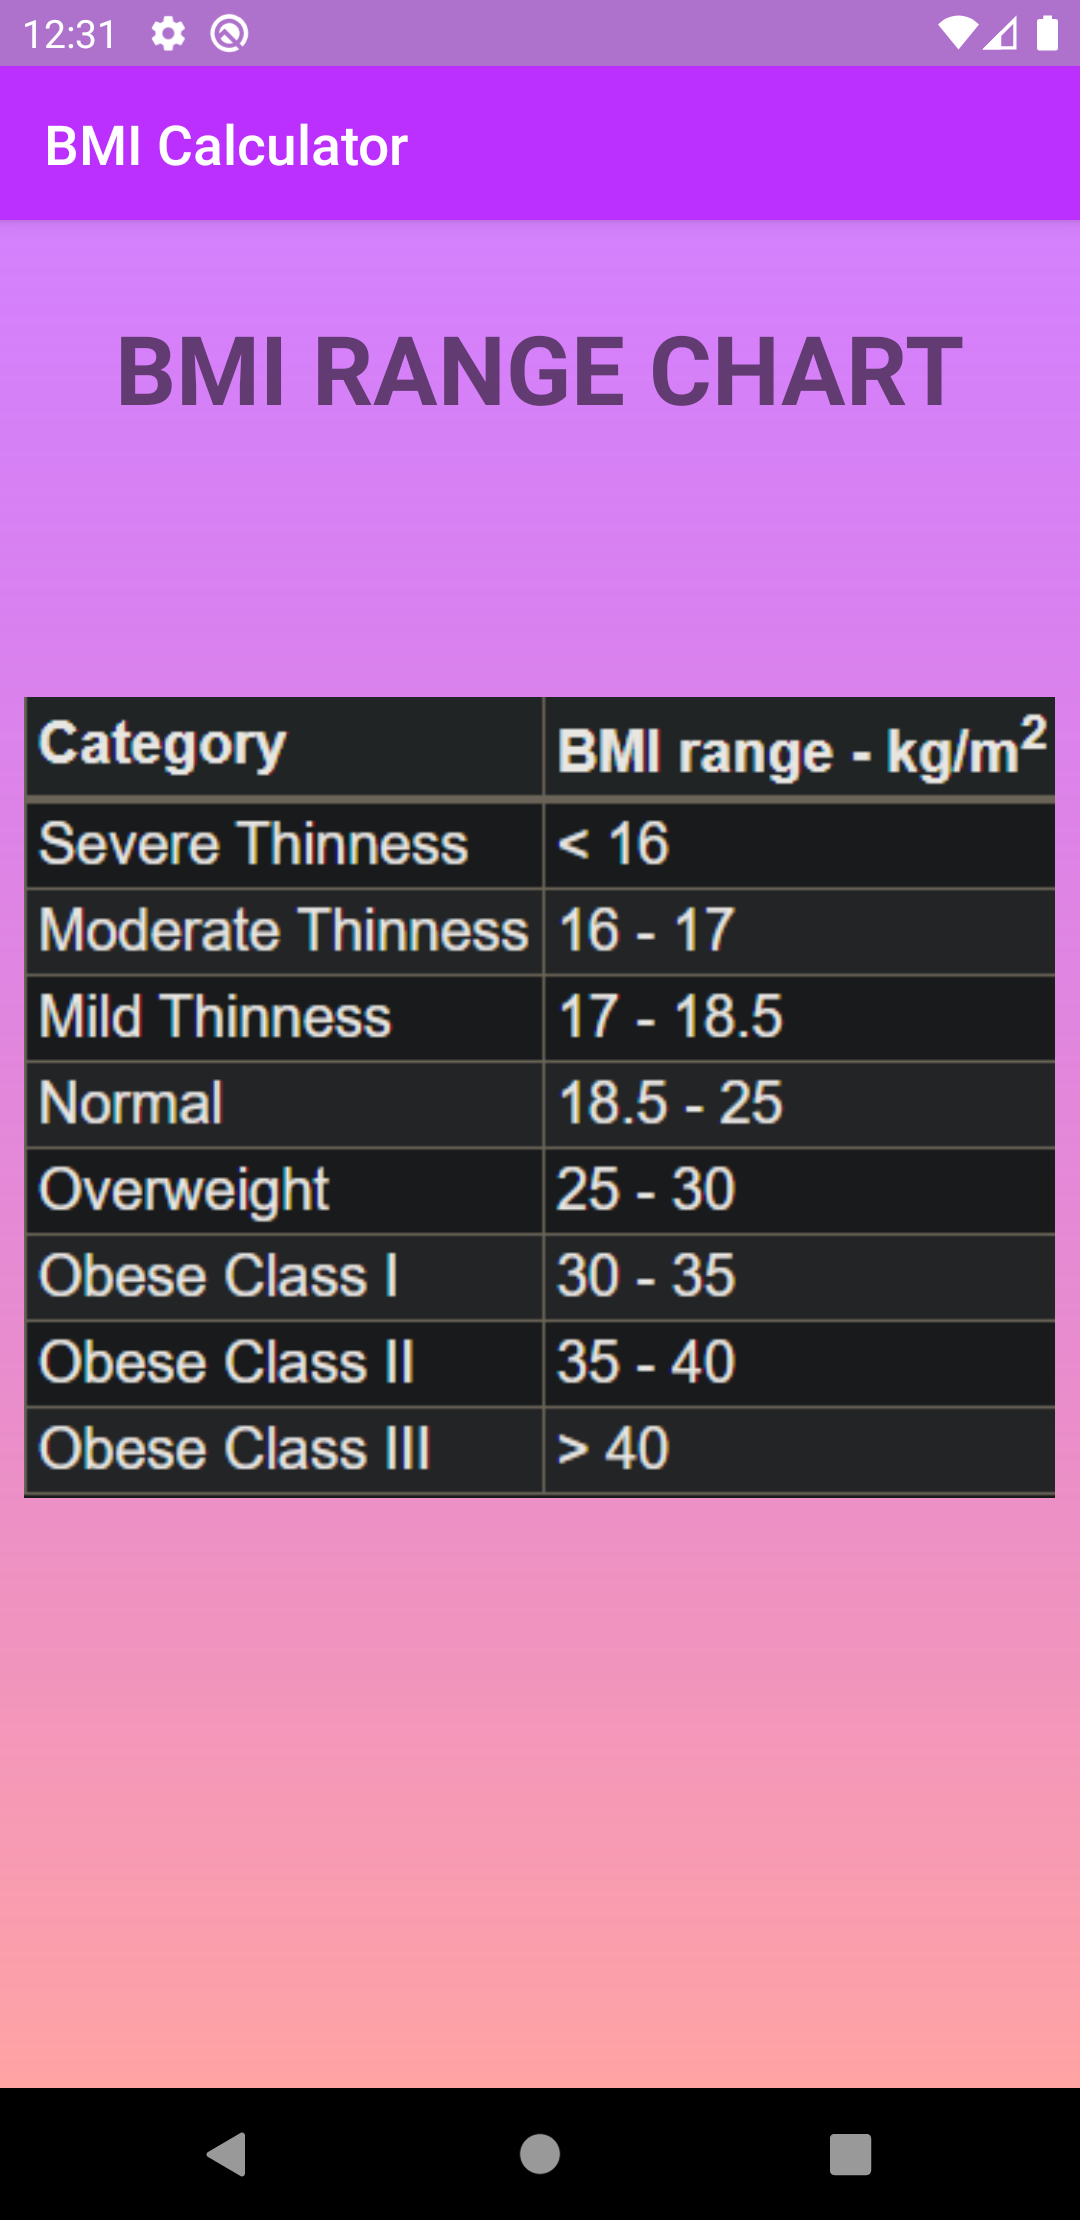 12:31
BMI Calculator
BMI RANGE CHART
Category BMI range - kg/m²
Severe Thinness < 16
Moderate Thinness 16 - 17
Mild Thinness 17 - 18.5
Normal 18.5 - 25
Overweight 25 - 30
Obese Class I 30 - 35
Obese Class II 35 - 40
Obese Class III > 40